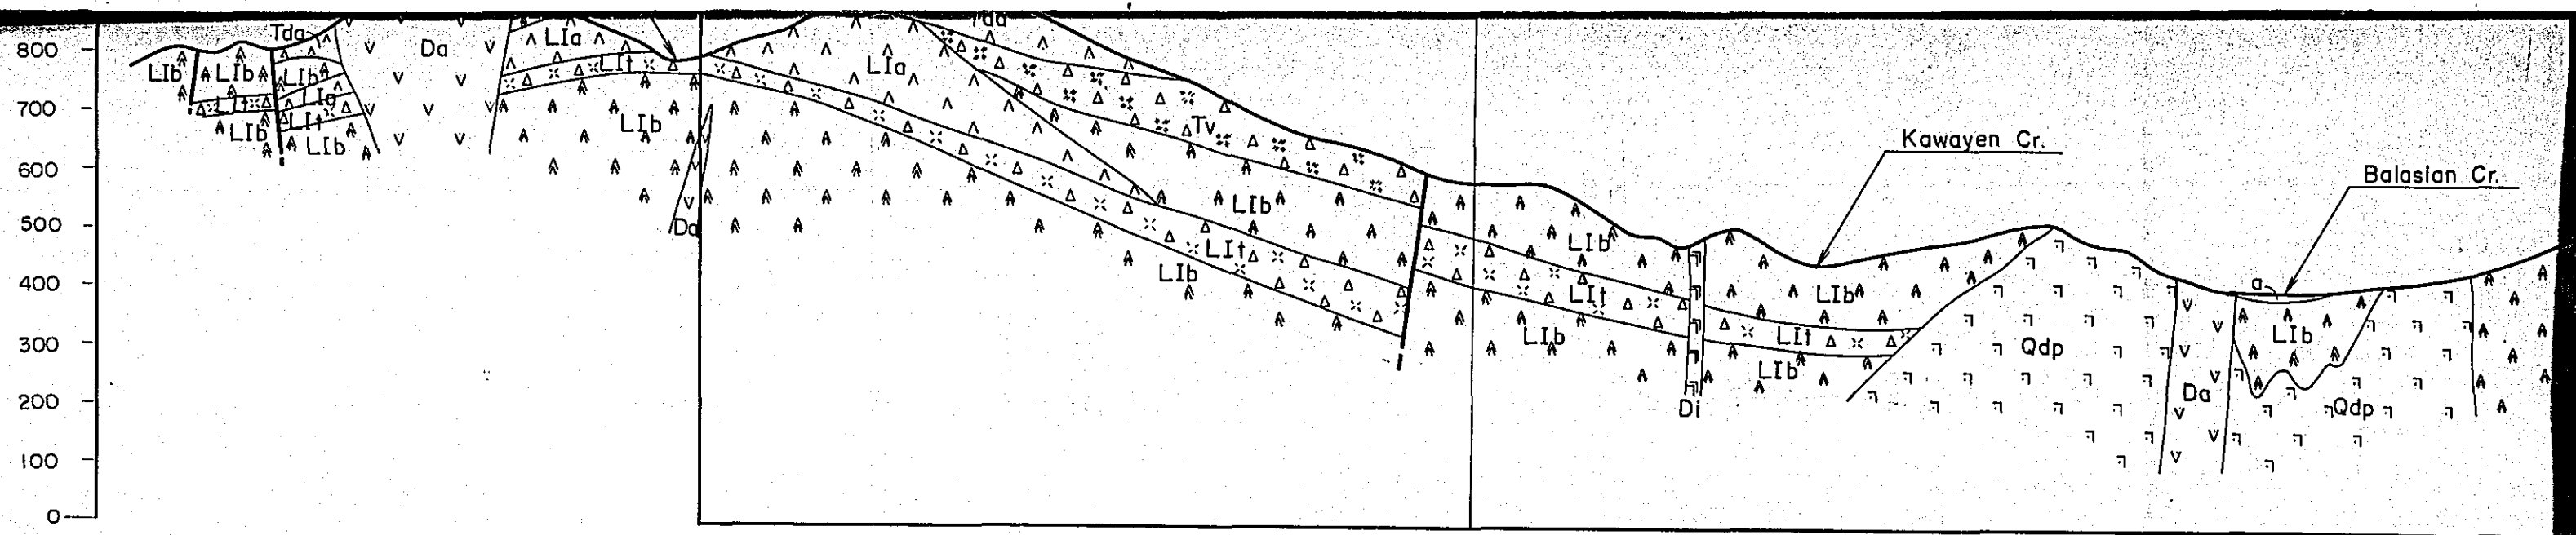 Tda
800
Da
LIa
LIb
LIb
LIb
LIt
LIa
LIt
LIa
700
LIt
LIb
LIb
LIb
Tv
Kawayen Cr.
600
Balasian Cr.
LIb
500
Da
LIt
LIb
LIb
400
LIt
LIb
a
300
LIb
LIt
LIb
Qdp
LIb
200
Di
Da
Qdp
100
0